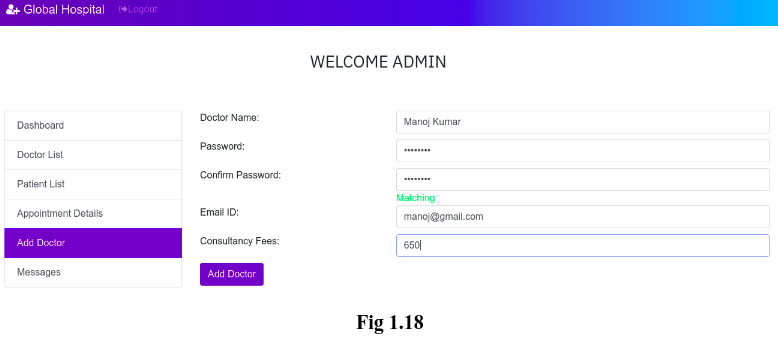 Global Hospital Logout
WELCOME ADMIN
Dashboard
Doctor List
Patient List
Appointment Details
Add Doctor
Messages
Doctor Name: Manoj Kumar
Password: ••••••••
Confirm Password: ••••••••
Matching
Email ID: manoj@gmail.com
Consultancy Fees: 650
Add Doctor
Fig 1.18